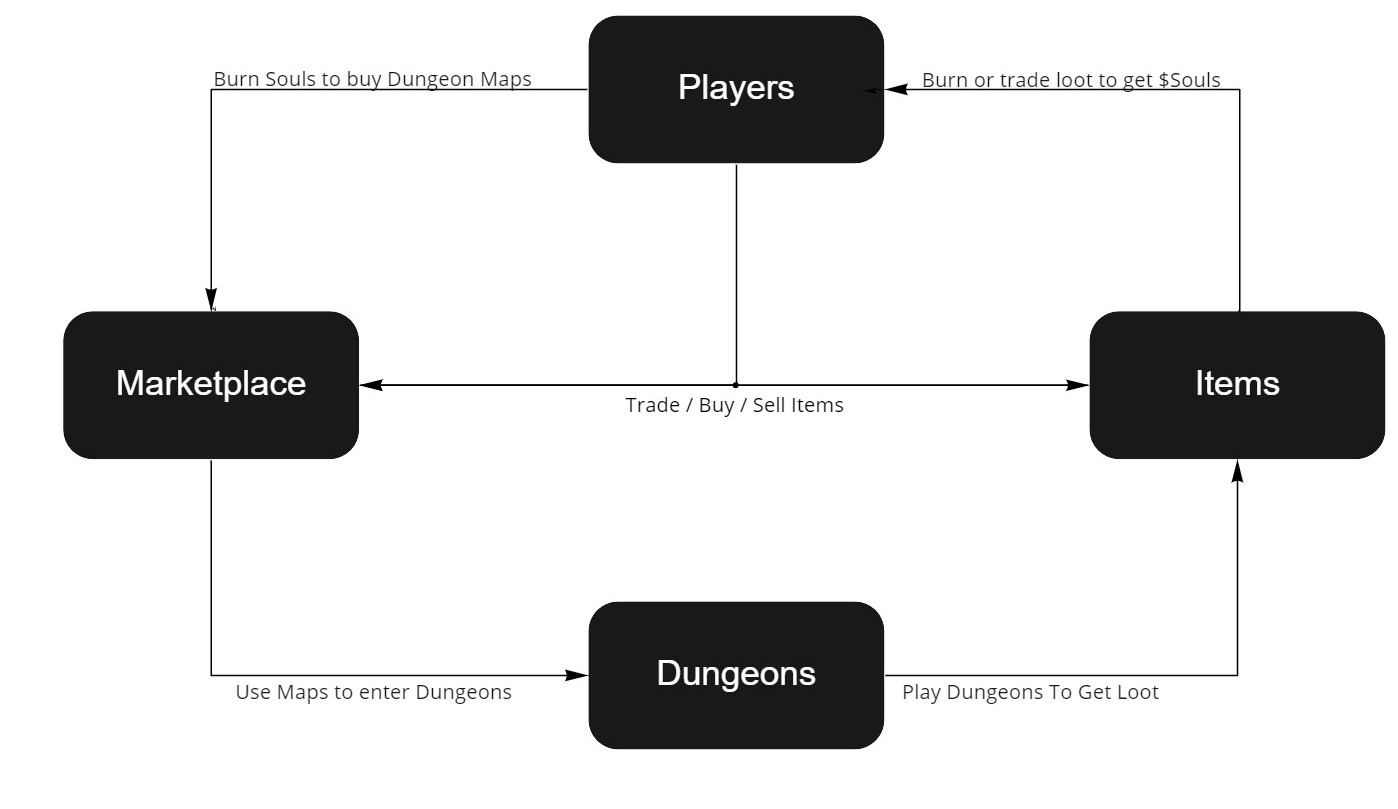 Players
Burn Souls to buy Dungeon Maps
Burn or trade loot to get $Souls
Marketplace
Items
Trade / Buy / Sell Items
Dungeons
Use Maps to enter Dungeons
Play Dungeons To Get Loot